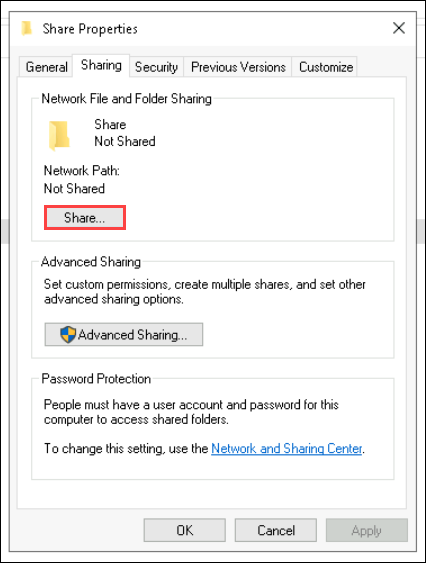 Share Properties
General Sharing Security Previous Versions Customize
Network File and Folder Sharing
Share
Not Shared
Network Path:
Not Shared
Share...
Advanced Sharing
Set custom permissions, create multiple shares, and set other
advanced sharing options.
Advanced Sharing...
Password Protection
People must have a user account and password for this
computer to access shared folders.
To change this setting, use the Network and Sharing Center.
OK Cancel Apply